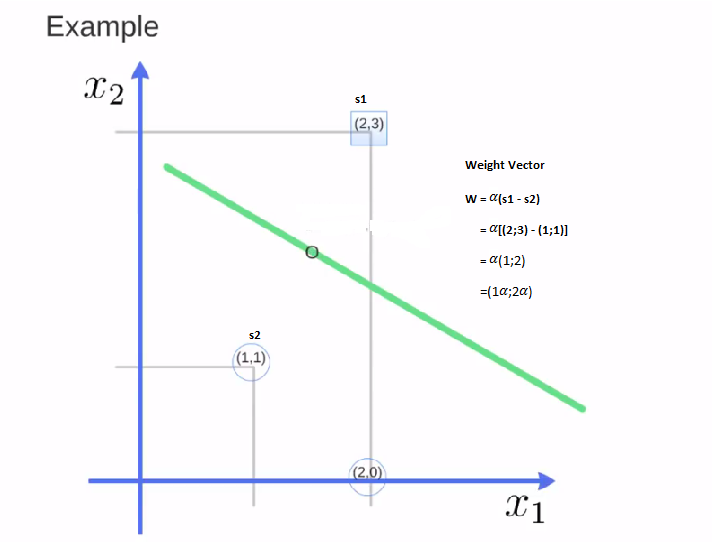 Example
x2
s1
(2,3)
Weight Vector
W = α(s1 - s2)
= α[(2;3) - (1;1)]
= α(1;2)
=(1α;2α)
s2
(1,1)
(2,0)
x1